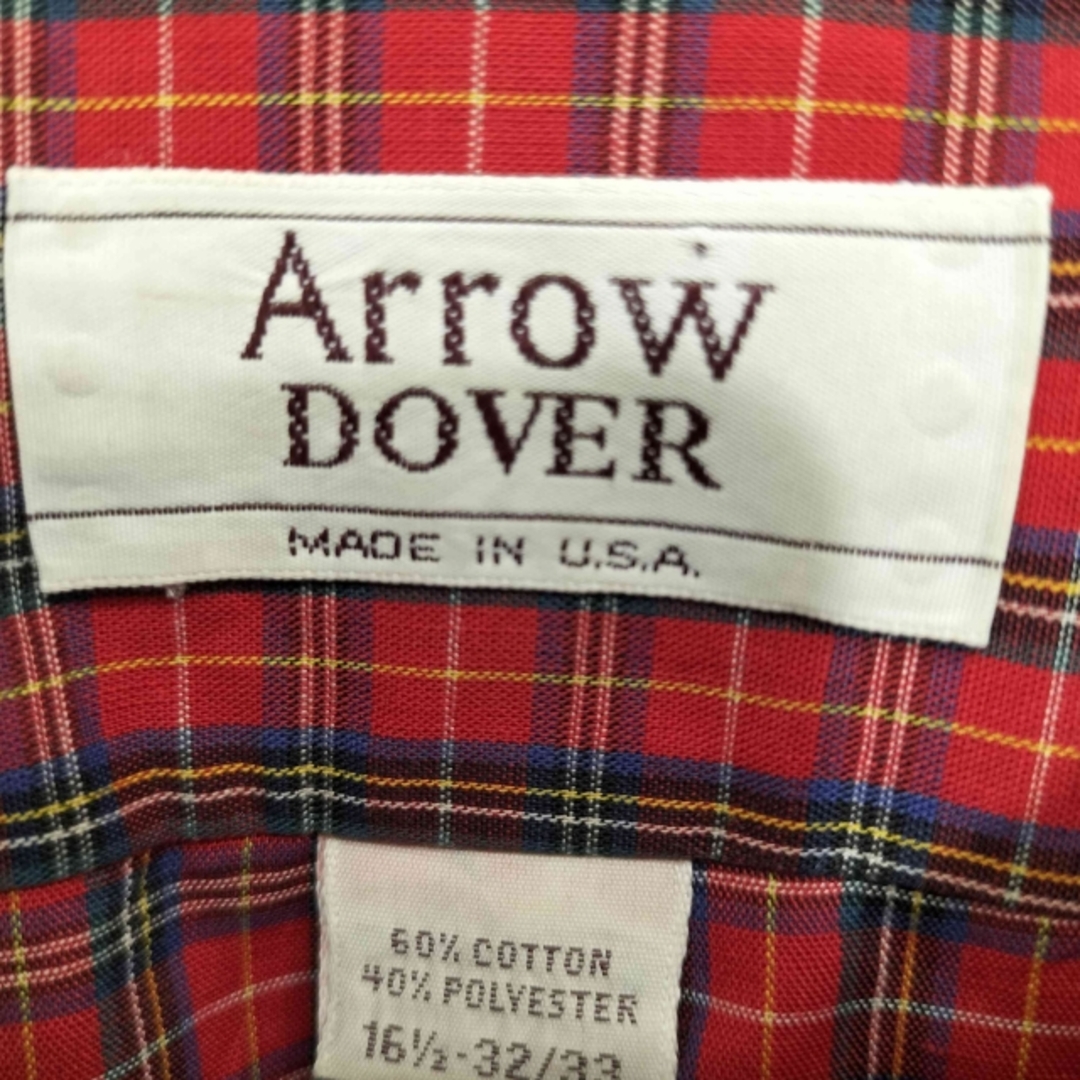 Arrow
DOVER
MADE IN U.S.A.
60% COTTON
40% POLYESTER
16½-32/33